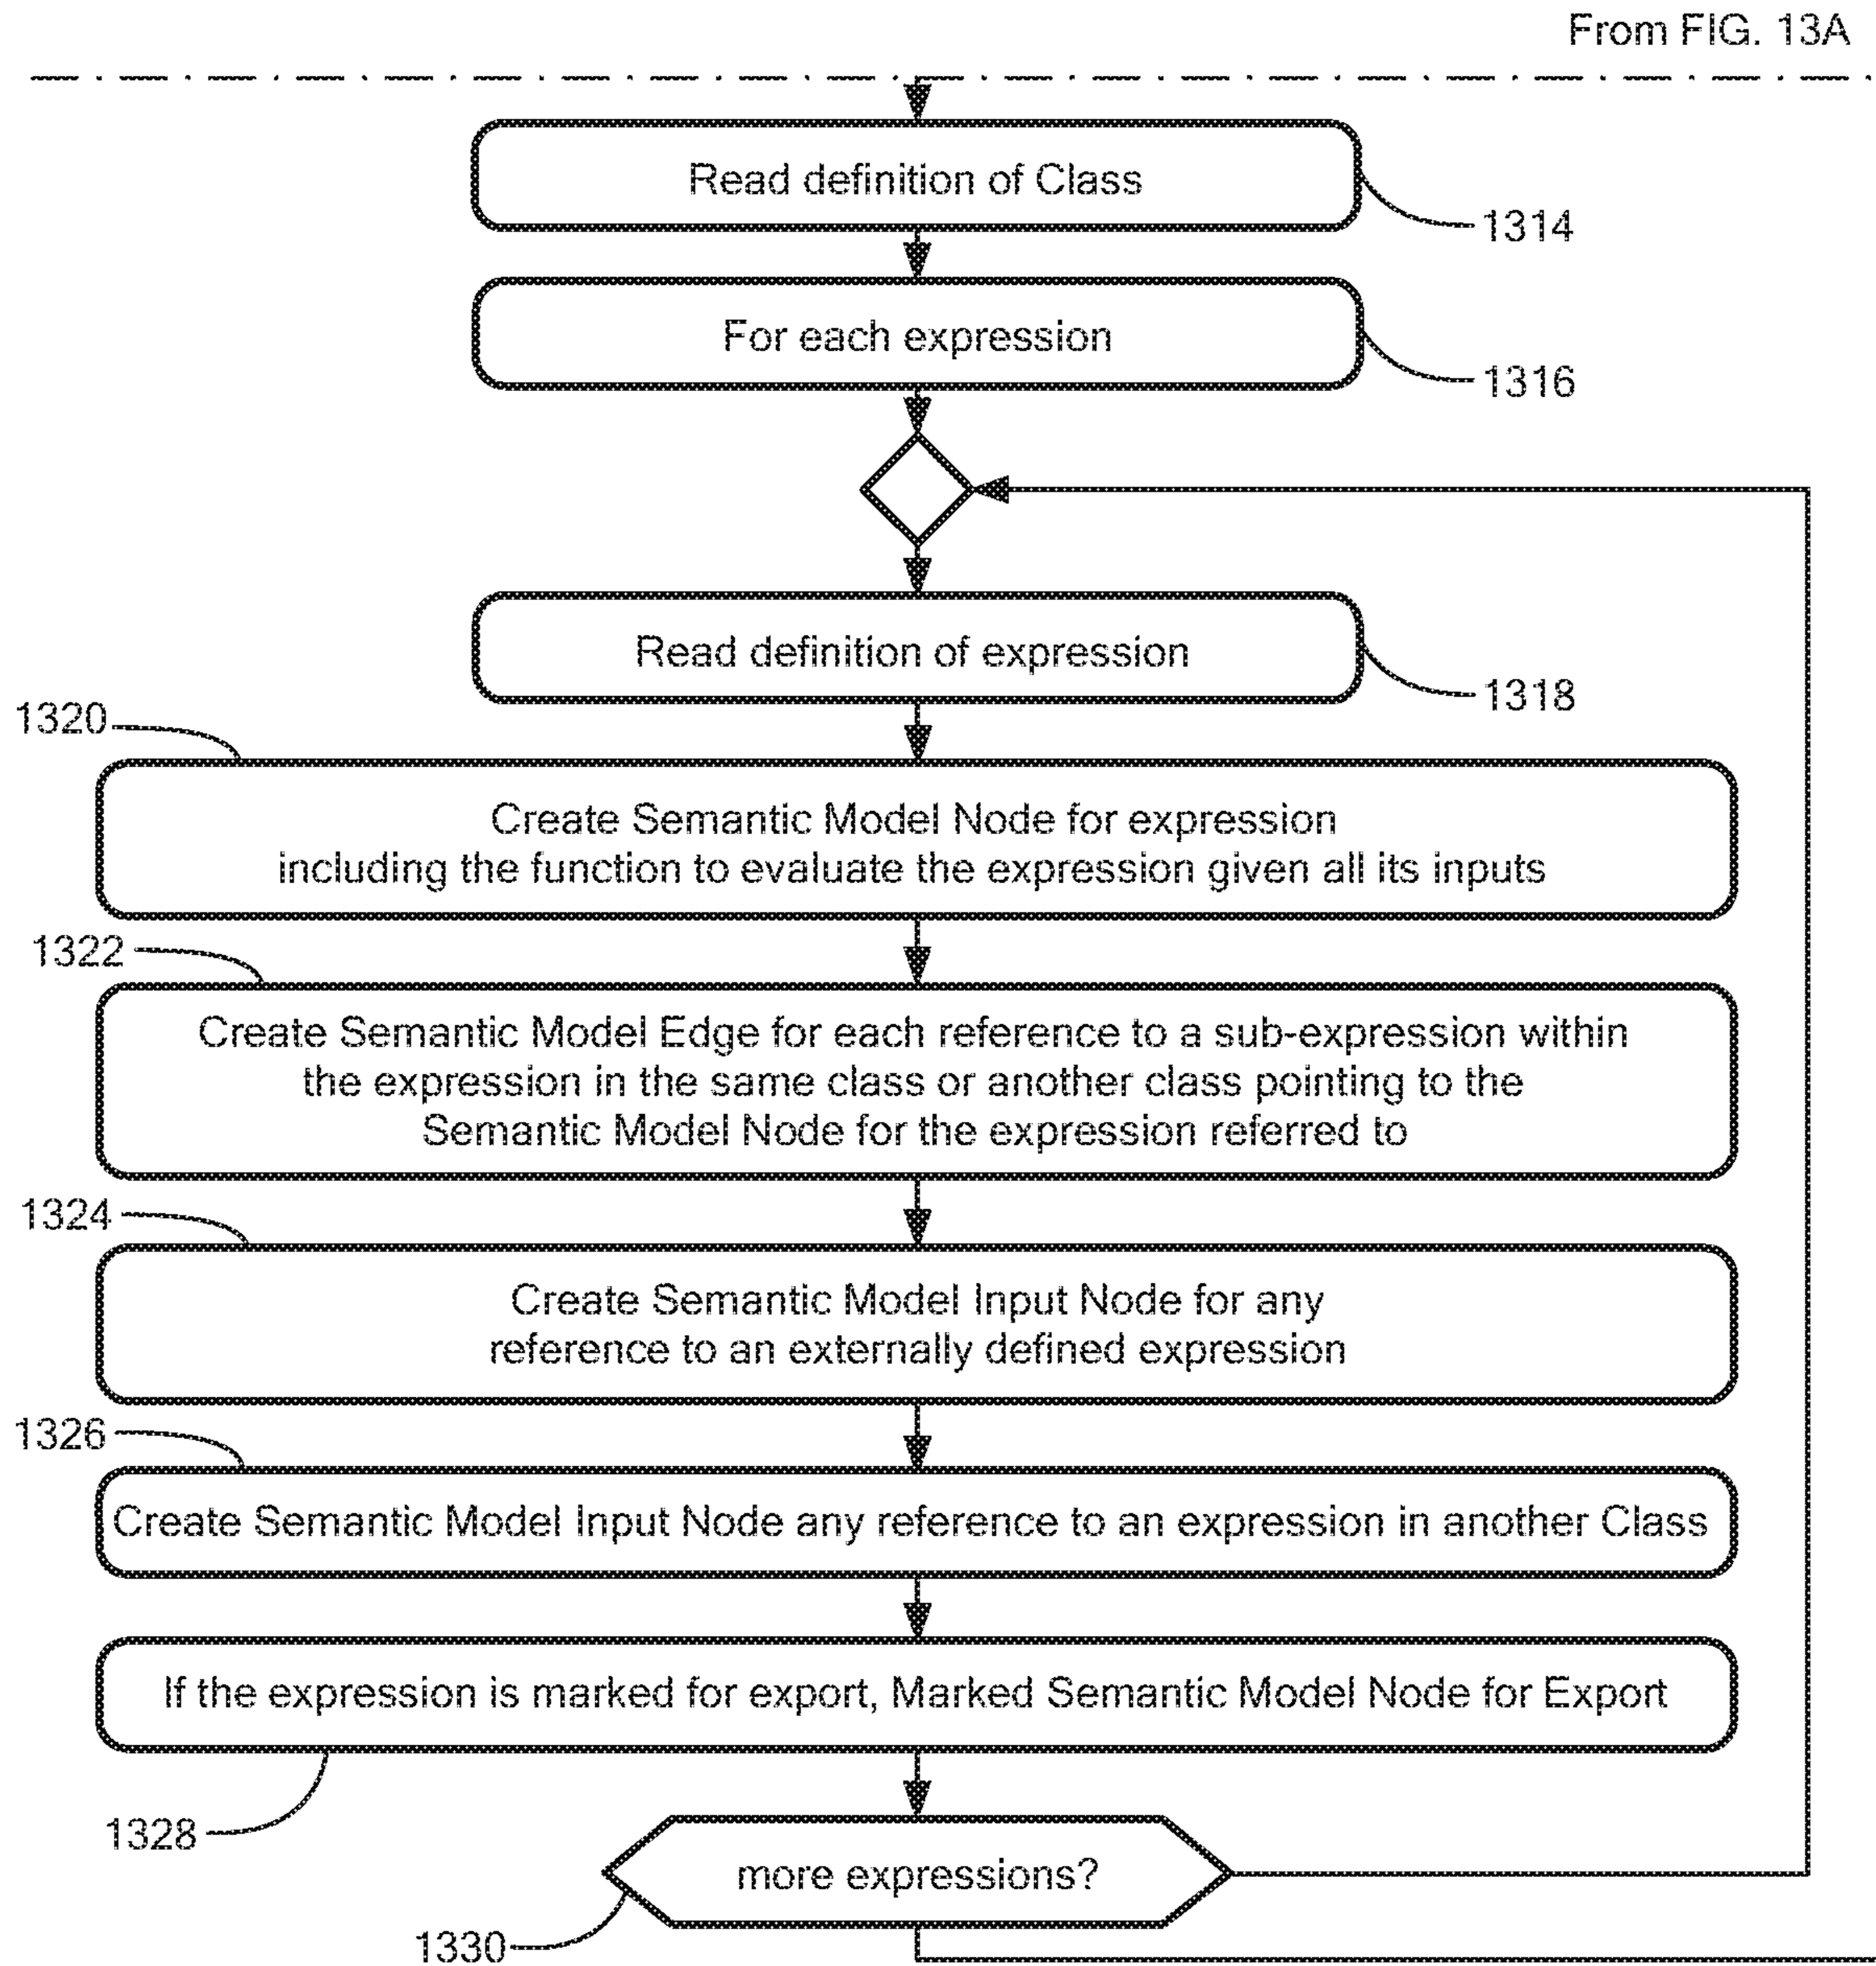 From FIG. 13A
Read definition of Class
1314
For each expression
1316
Read definition of expression
1318
1320
Create Semantic Model Node for expression
including the function to evaluate the expression given all its inputs
1322
Create Semantic Model Edge for each reference to a sub-expression within
the expression in the same class or another class pointing to the
Semantic Model Node for the expression referred to
1324
Create Semantic Model Input Node for any
reference to an externally defined expression
1326
Create Semantic Model Input Node any reference to an expression in another Class
If the expression is marked for export, Marked Semantic Model Node for Export
1328
more expressions?
1330